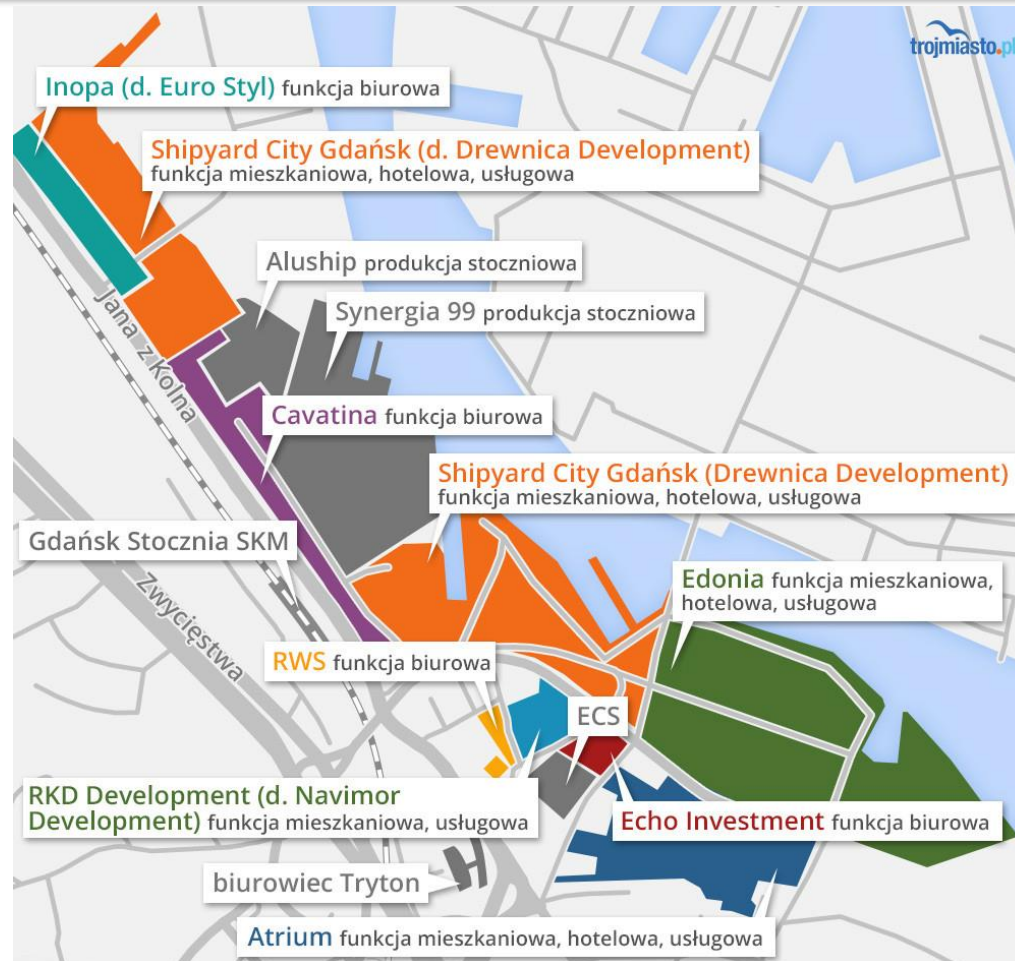 trojmiasto.pl
Inopa (d. Euro Styl) funkcja biurowa
Shipyard City Gdańsk (d. Drewnica Development)
funkcja mieszkaniowa, hotelowa, usługowa
Aluship produkcja stoczniowa
Jana z Kolna
Synergia 99 produkcja stoczniowa
Cavatina funkcja biurowa
Shipyard City Gdańsk (Drewnica Development)
funkcja mieszkaniowa, hotelowa, usługowa
Gdańsk Stocznia SKM
Zwycięstwa
Edonia funkcja mieszkaniowa,
hotelowa, usługowa
RWS funkcja biurowa
ECS
RKD Development (d. Navimor
Development) funkcja mieszkaniowa, usługowa
Echo Investment funkcja biurowa
biurowiec Tryton
Atrium funkcja mieszkaniowa, hotelowa, usługowa